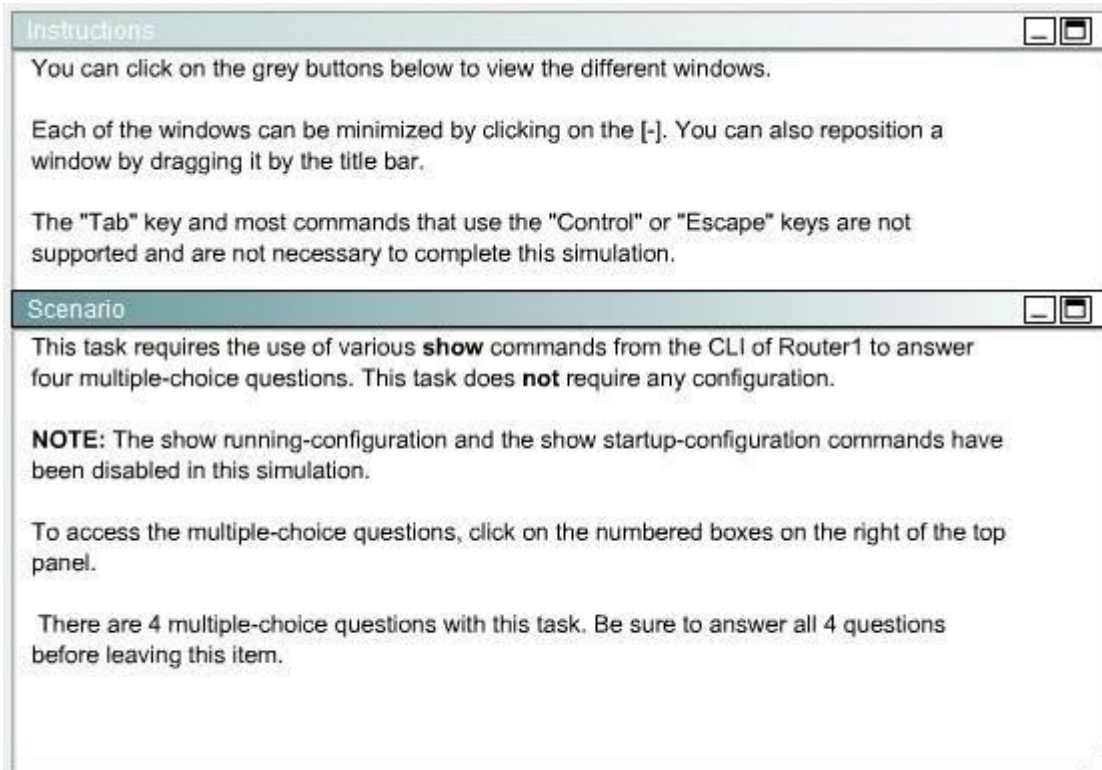 Instructions
You can click on the grey buttons below to view the different windows.
Each of the windows can be minimized by clicking on the [-]. You can also reposition a
window by dragging it by the title bar.
The "Tab" key and most commands that use the "Control" or "Escape" keys are not
supported and are not necessary to complete this simulation.
Scenario
This task requires the use of various show commands from the CLI of Router1 to answer
four multiple-choice questions. This task does not require any configuration.
NOTE: The show running-configuration and the show startup-configuration commands have
been disabled in this simulation.
To access the multiple-choice questions, click on the numbered boxes on the right of the top
panel.
There are 4 multiple-choice questions with this task. Be sure to answer all 4 questions
before leaving this item.